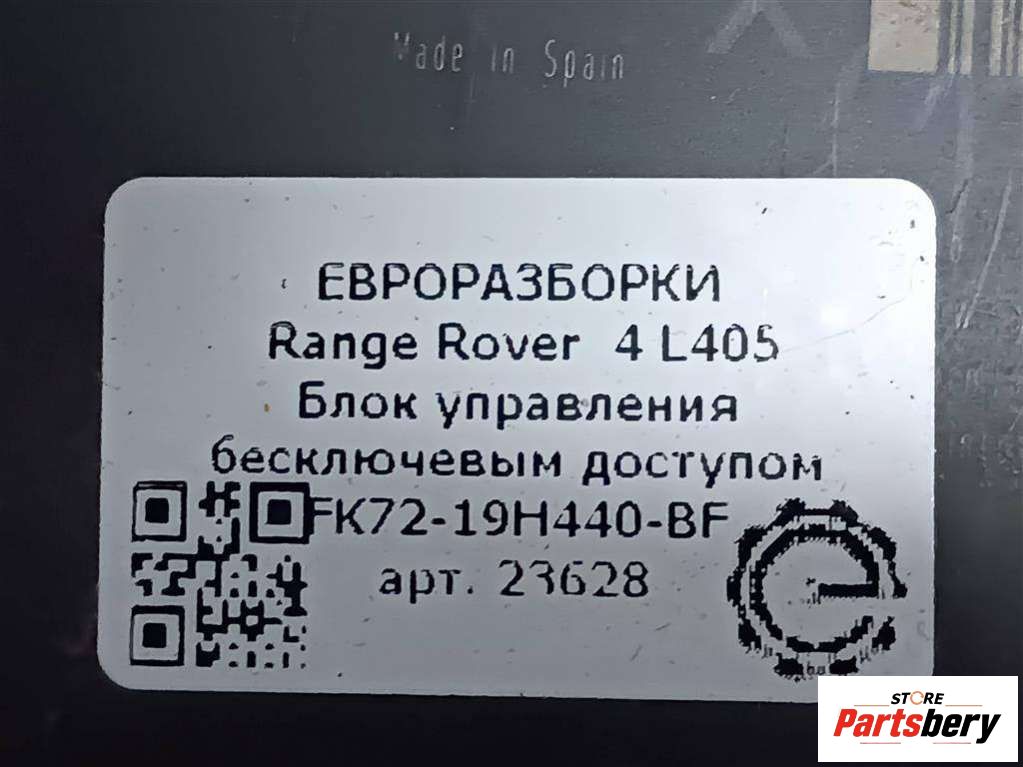 Made in Spain
ЕВРОРАЗБОРКИ
Range Rover 4 L405
Блок управления
бесключевым доступом
FK72-19H440-BF
арт. 23628
STORE
Partsbery